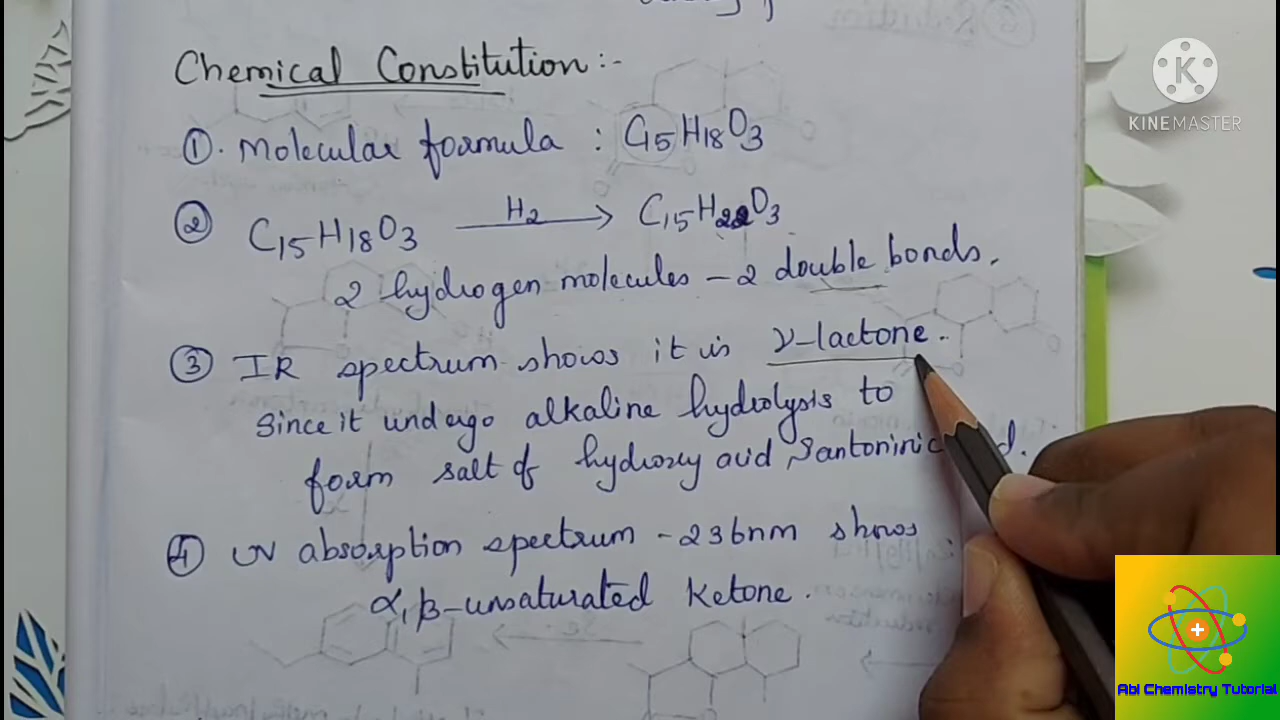 Chemical Constitution :-
① . Molecular formula : C15H18O3
② C15H18O3 H2 → C15H22O3
2 hydrogen molecules – 2 double bonds.
③ IR spectrum shows it is γ-lactone.
Since it undergo alkaline hydrolysis to
form salt of hydroxy acid, Santoninic
④ UV absorption spectrum - 236nm shows
α,β-unsaturated Ketone.
KINEMASTER
Abi Chemistry Tutorial